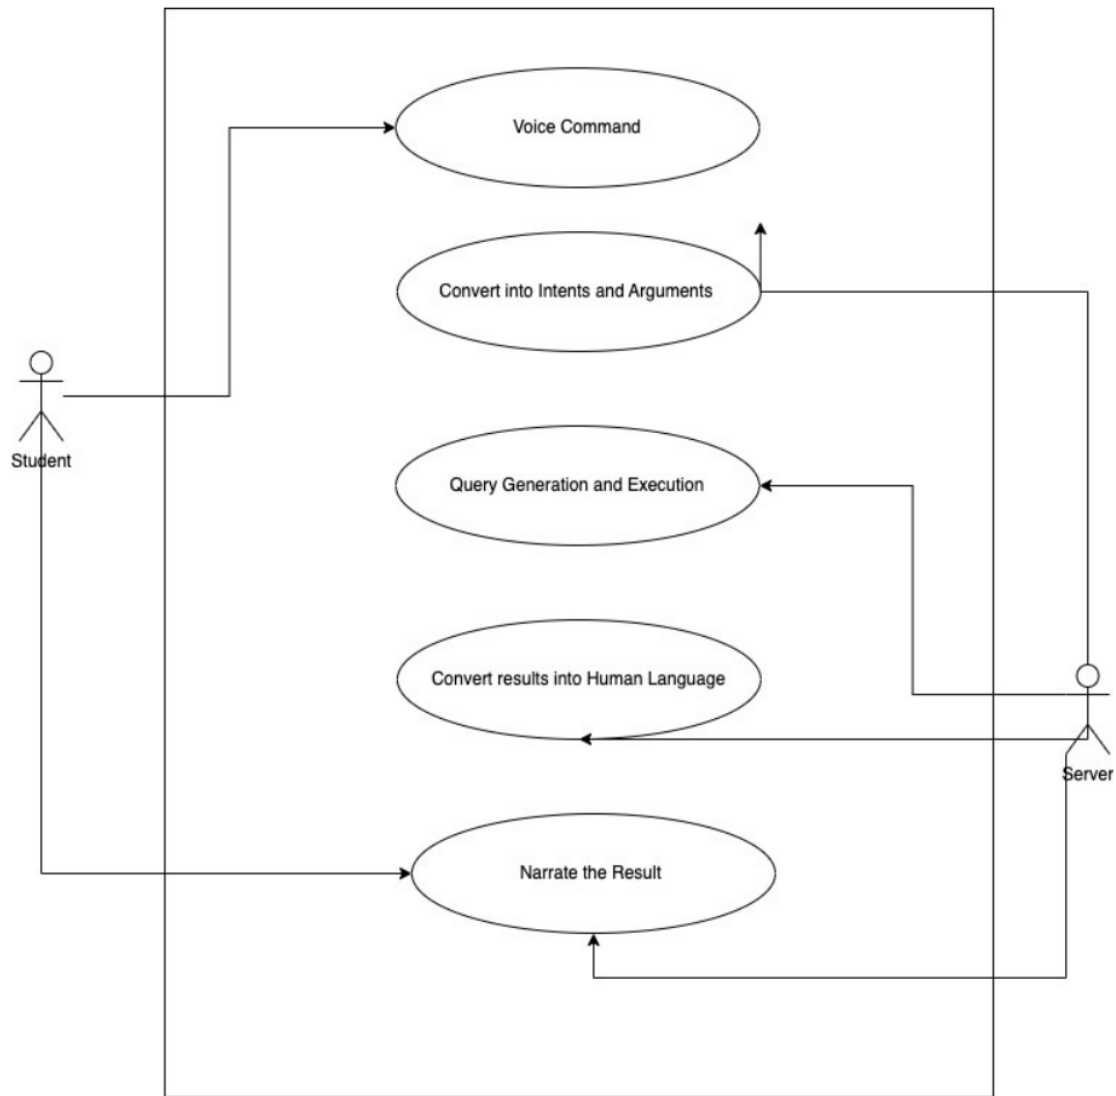 Voice Command
Convert into Intents and Arguments
Student
Query Generation and Execution
Convert results into Human Language
Server
Narrate the Result